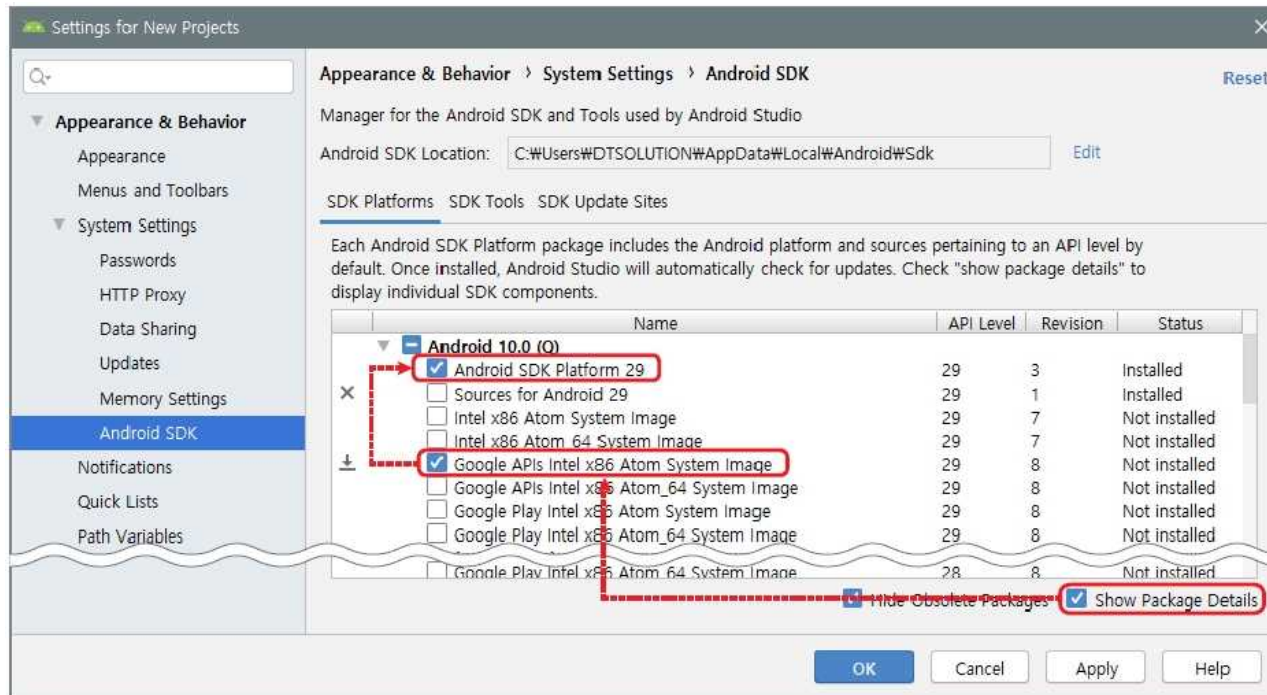 Settings for New Projects
Appearance & Behavior
Appearance
Menus and Toolbars
System Settings
Passwords
HTTP Proxy
Data Sharing
Updates
Memory Settings
Android SDK
Notifications
Quick Lists
Path Variables
Appearance & Behavior › System Settings › Android SDK
Reset
Manager for the Android SDK and Tools used by Android Studio
Android SDK Location: C:₩Users₩DTSOLUTION₩AppData₩Local₩Android₩Sdk Edit
SDK Platforms SDK Tools SDK Update Sites
Each Android SDK Platform package includes the Android platform and sources pertaining to an API level by
default. Once installed, Android Studio will automatically check for updates. Check "show package details" to
display individual SDK components.
Name API Level Revision Status
Android 10.0 (Q)
Android SDK Platform 29 29 3 Installed
Sources for Android 29 29 1 Installed
Intel x86 Atom System Image 29 7 Not installed
Intel x86 Atom_64 System Image 29 7 Not installed
Google APIs Intel x86 Atom System Image 29 8 Not installed
Google APIs Intel x86 Atom_64 System Image 29 8 Not installed
Google Play Intel x86 Atom System Image 29 8 Not installed
Google Play Intel x86 Atom_64 System Image 29 8 Not installed
Google Play Intel x86 Atom_64 System Image 28 8 Not installed
Hide Obsolete Packages Show Package Details
OK Cancel Apply Help